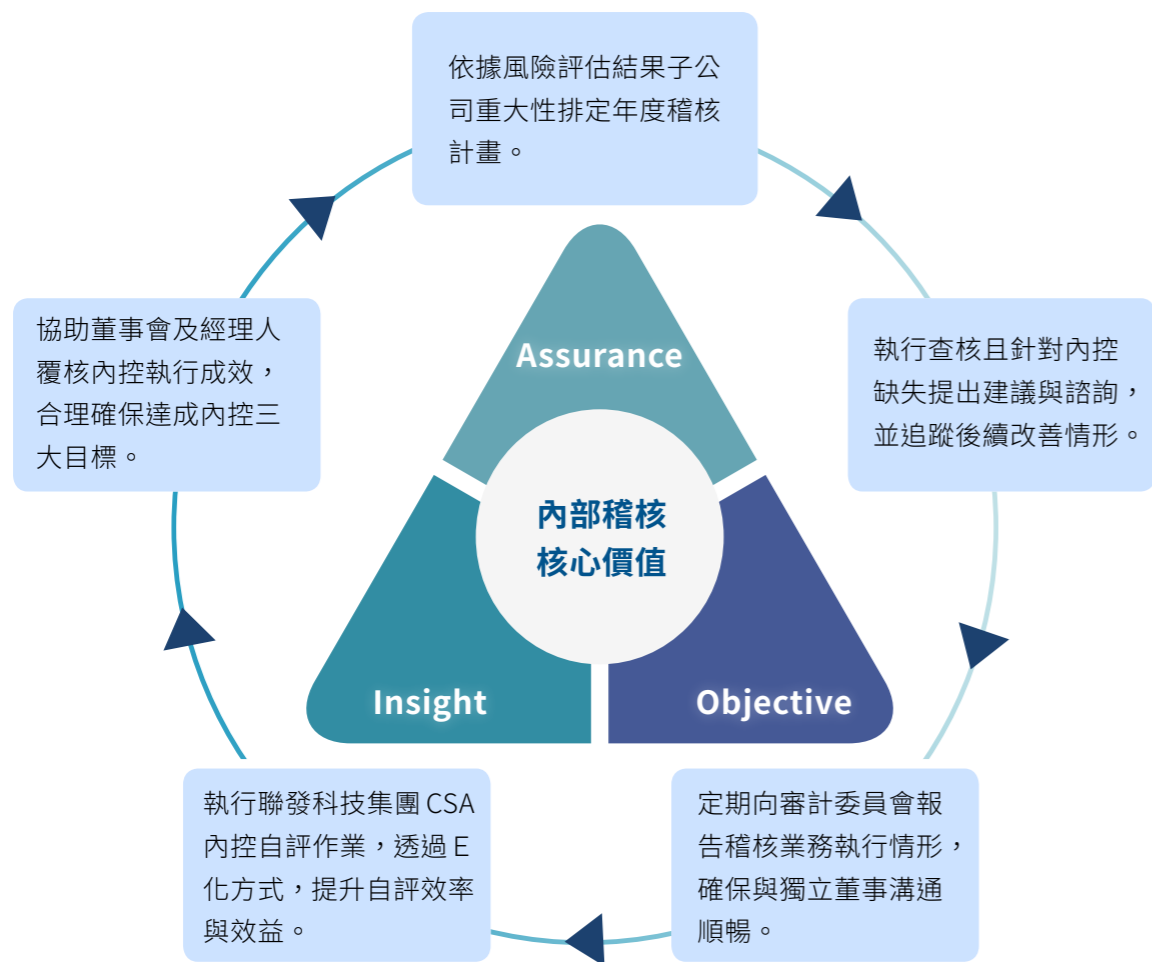 依據風險評估結果子公
司重大性排定年度稽核
計畫。
協助董事會及經理人
覆核內控執行成效，
合理確保達成內控三
大目標。
Assurance
執行查核且針對內控
缺失提出建議與諮詢，
並追蹤後續改善情形。
內部稽核
核心價值
Insight
Objective
執行聯發科技集團 CSA
內控自評作業，透過 E
化方式，提升自評效率
與效益。
定期向審計委員會報
告稽核業務執行情形，
確保與獨立董事溝通
順暢。